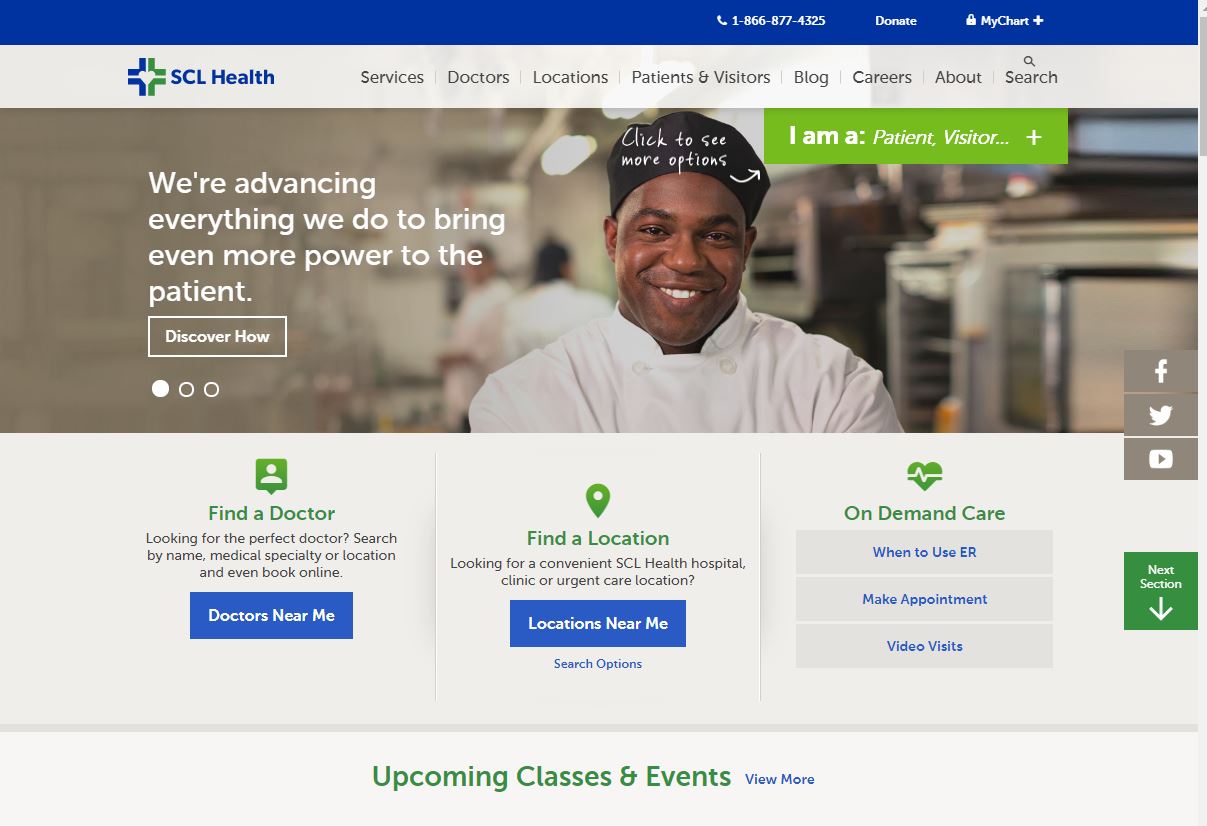 1-866-877-4325 Donate MyChart
SCL Health
Services Doctors Locations Patients & Visitors Blog Careers About Search
I am a: Patient, Visitor... +
Click to see
more options
We're advancing
everything we do to bring
even more power to the
patient.
Discover How
Find a Doctor
Looking for the perfect doctor? Search
by name, medical specialty or location
and even book online.
Doctors Near Me
Find a Location
Looking for a convenient SCL Health hospital,
clinic or urgent care location?
Locations Near Me
Search Options
On Demand Care
When to Use ER
Make Appointment
Video Visits
Next
Section
Upcoming Classes & Events View More